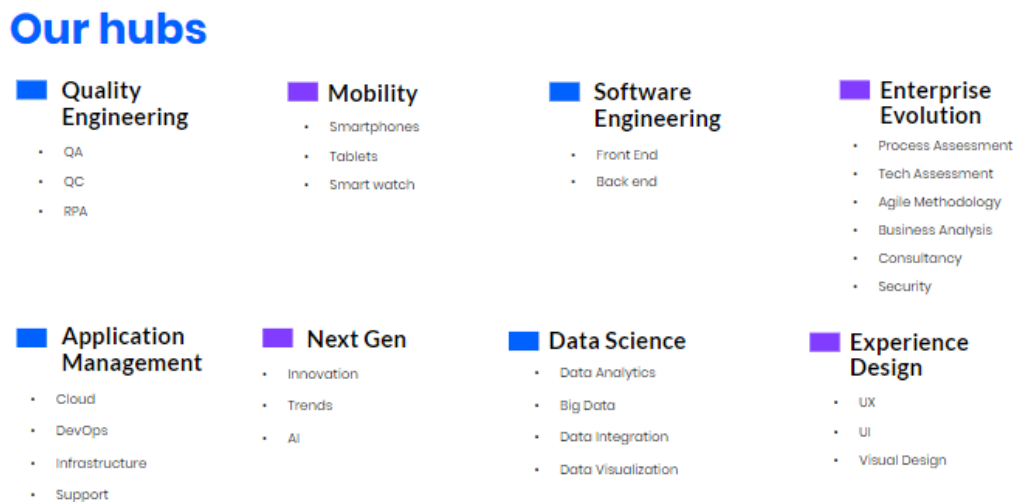 Our hubs
Quality
Engineering
• QA
• QC
• RPA
Mobility
• Smartphones
• Tablets
• Smart watch
Software
Engineering
• Front End
• Back end
Enterprise
Evolution
• Process Assessment
• Tech Assessment
• Agile Methodology
• Business Analysis
• Consultancy
• Security
Application
Management
• Cloud
• DevOps
• Infrastructure
• Support
Next Gen
• Innovation
• Trends
• AI
Data Science
• Data Analytics
• Big Data
• Data Integration
• Data Visualization
Experience
Design
• UX
• UI
• Visual Design